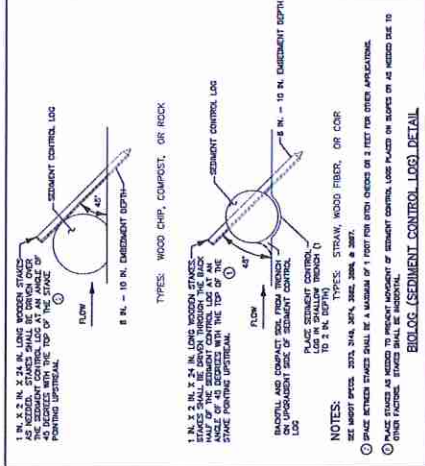 1 IN. X 2 IN. X 24 IN. LONG WOODEN STAKES
AS NEEDED. STAKES SHALL BE DRIVEN OVER
THE SEDIMENT CONTROL LOG AT AN ANGLE OF
45 DEGREES WITH THE TOP OF THE STAKE
POINTING UPSTREAM.
SEDIMENT CONTROL LOG
45°
FLOW
8 IN. - 10 IN. EMBEDMENT DEPTH
TYPES: WOOD CHIP, COMPOST, OR ROCK
1 IN. X 2 IN. X 24 IN. LONG WOODEN STAKES
STAKES SHALL BE DRIVEN THROUGH THE BACK
HALF OF THE SEDIMENT CONTROL LOG AT AN
ANGLE OF 45 DEGREES WITH THE TOP OF THE
STAKE POINTING UPSTREAM.
SEDIMENT CONTROL LOG
45°
FLOW
8 IN. - 10 IN. EMBEDMENT DEPTH
BACKFILL AND COMPACT SOIL FROM TRENCH
ON UPGRADIENT SIDE OF SEDIMENT CONTROL
LOG
PLACE SEDIMENT CONTROL
LOG IN SHALLOW TRENCH (1
TO 2 IN. DEPTH)
TYPES: STRAW, WOOD FIBER, OR COIR
NOTES:
SEE MNDOT SPECS. 2573, 3149, 3874, 3882, & 3897.
SPACE BETWEEN STAKES SHALL BE A MAXIMUM OF 1 FOOT FOR DITCH CHECKS OR 2 FEET FOR OTHER APPLICATIONS.
PLACE STAKES AS NEEDED TO PREVENT MOVEMENT OF SEDIMENT CONTROL LOGS PLACED ON SLOPES OR AS NEEDED DUE TO
OTHER FACTORS. STAKES SHALL BE INCIDENTAL.
BIOLOG (SEDIMENT CONTROL LOG) DETAIL